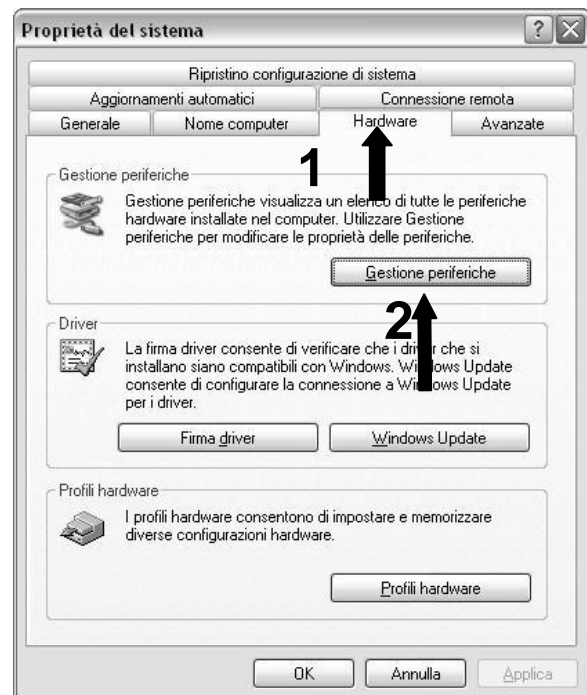 Proprietà del sistema
Ripristino configurazione di sistema
Aggiornamenti automatici Connessione remota
Generale Nome computer Hardware Avanzate
1
Gestione periferiche
Gestione periferiche visualizza un elenco di tutte le periferiche
hardware installate nel computer. Utilizzare Gestione
periferiche per modificare le proprietà delle periferiche.
Gestione periferiche
2
Driver
La firma driver consente di verificare che i driver che si
installano siano compatibili con Windows. Windows Update
consente di configurare la connessione a Windows Update
per i driver.
Firma driver Windows Update
Profili hardware
I profili hardware consentono di impostare e memorizzare
diverse configurazioni hardware.
Profili hardware
OK Annulla Applica